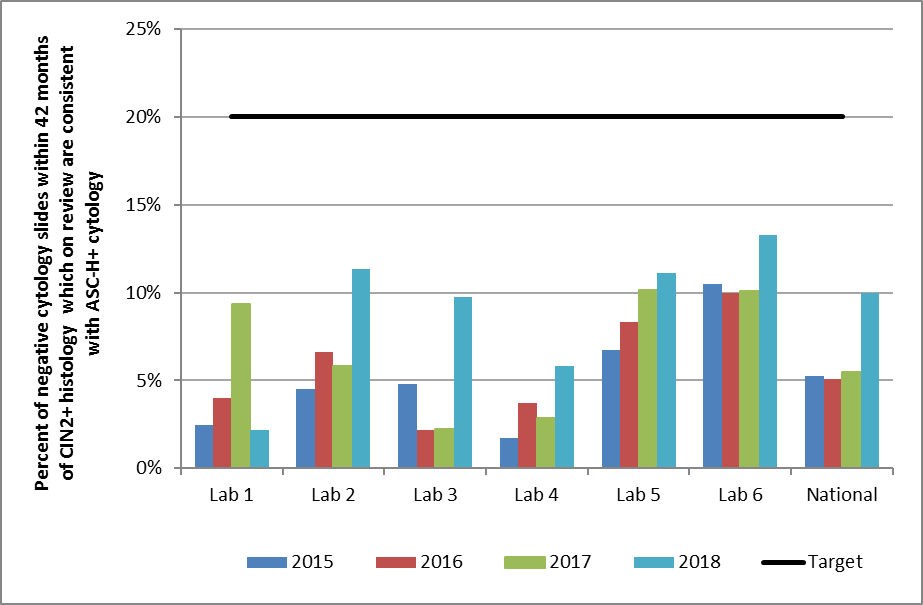 Percent of negative cytology slides within 42 months
of CIN2+ histology which on review are consistent
with ASC-H+ cytology
25%
20%
15%
10%
5%
0%
Lab 1 Lab 2 Lab 3 Lab 4 Lab 5 Lab 6 National
2015 2016 2017 2018 Target